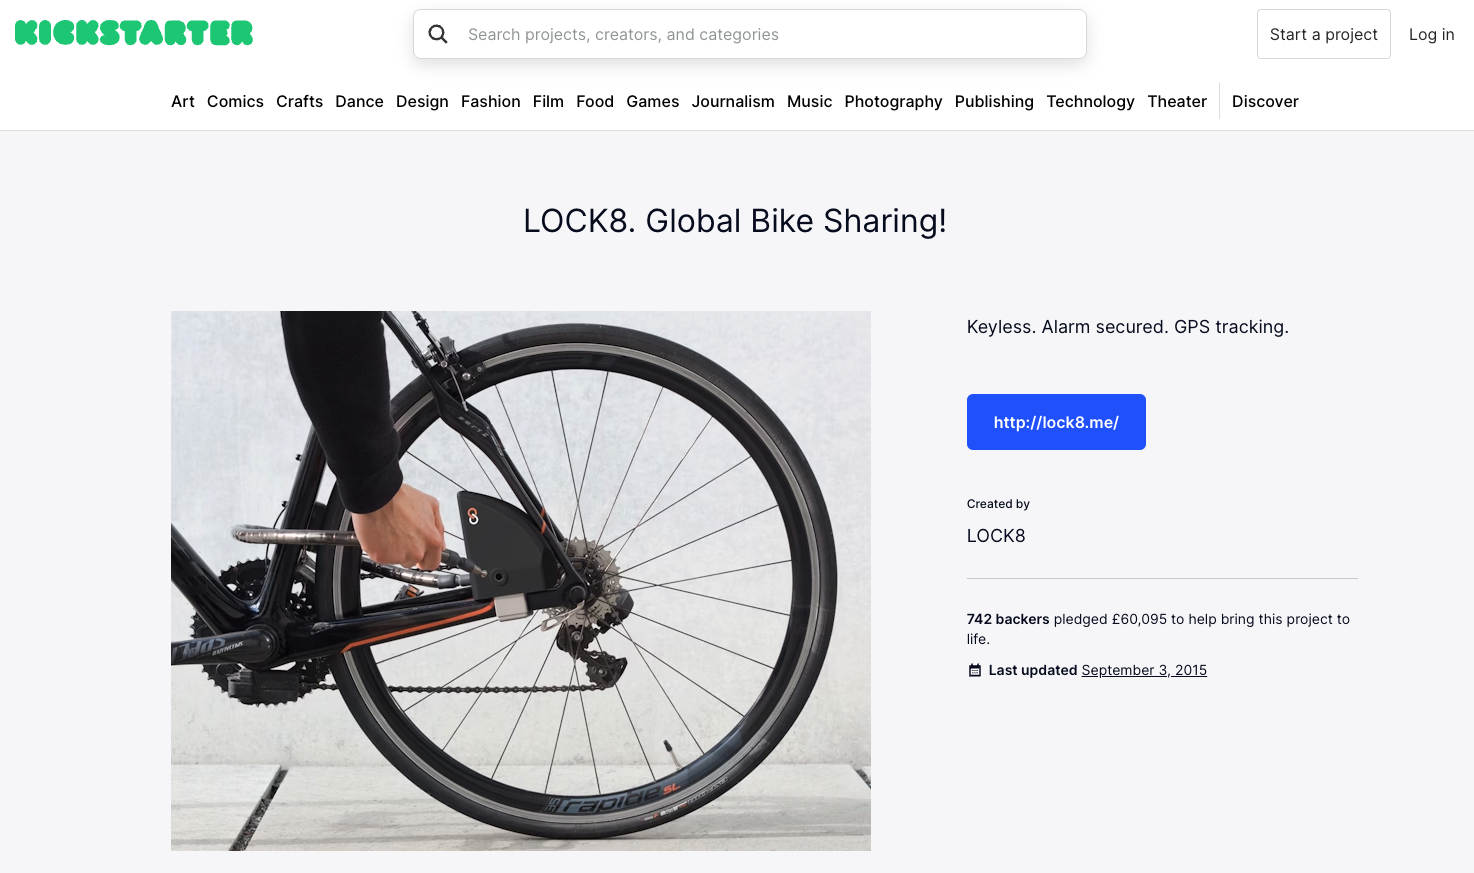 KICKSTARTER
Search projects, creators, and categories
Start a project
Log in
Art Comics Crafts Dance Design Fashion Film Food Games Journalism Music Photography Publishing Technology Theater Discover
LOCK8. Global Bike Sharing!
Keyless. Alarm secured. GPS tracking.
http://lock8.me/
Created by
LOCK8
742 backers pledged £60,095 to help bring this project to
life.
Last updated September 3, 2015
rapide SL